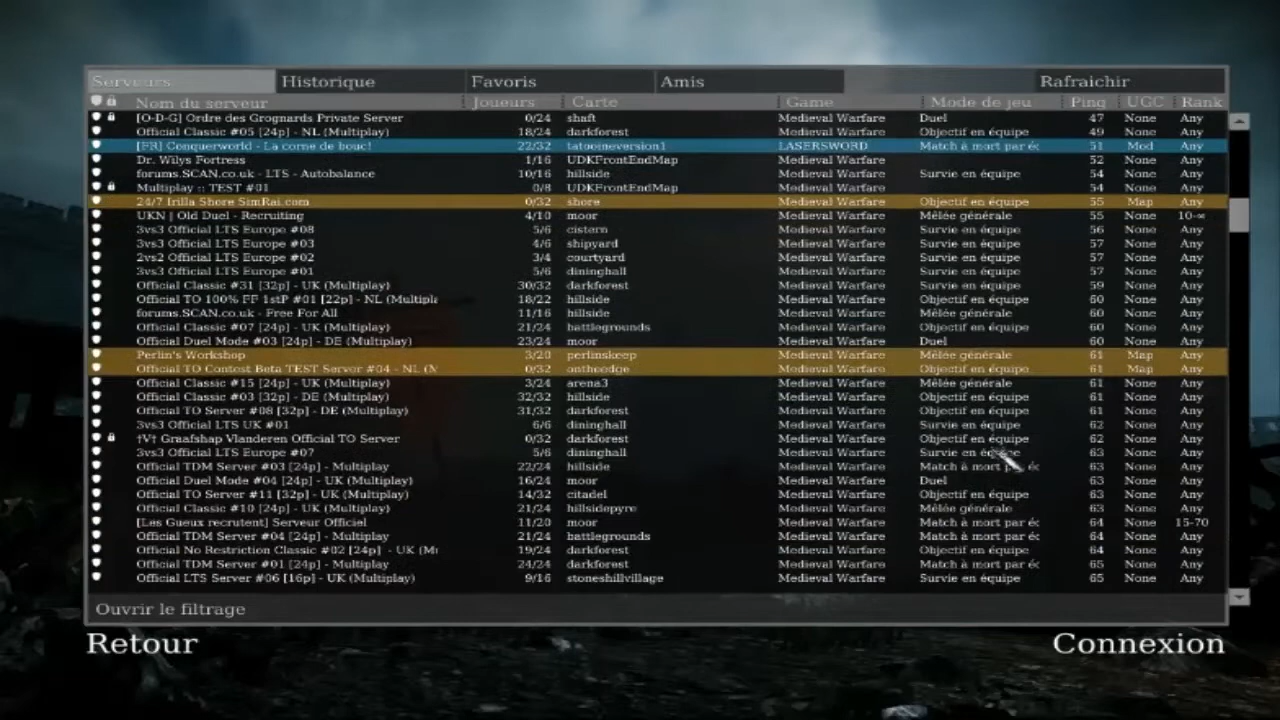 Serveurs Historique Favoris Amis Rafraichir
Nom du serveur Joueurs Carte Game Mode de jeu Ping UGC Rank
[O-D-G] Ordre des Grognards Private Server 0/24 shaft Medieval Warfare Duel 47 None Any
Official Classic #05 [24p] - NL (Multiplay) 18/24 darkforest Medieval Warfare Objectif en équipe 49 None Any
[FR] Conquerworld - La corne de bouc! 22/32 tatooineversion1 LASERSWORD Match à mort par éc 51 Mod Any
Dr. Wilys Fortress 1/16 UDKFrontEndMap Medieval Warfare 52 None Any
forums.SCAN.co.uk - LTS - Autobalance 10/16 hillside Medieval Warfare Survie en équipe 54 None Any
Multiplay :: TEST #01 0/8 UDKFrontEndMap Medieval Warfare 54 None Any
24/7 Irilla Shore SimRai.com 0/32 shore Medieval Warfare Objectif en équipe 55 Map Any
UKN | Old Duel - Recruiting 4/10 moor Medieval Warfare Mêlée générale 55 None 10-∞
3vs3 Official LTS Europe #08 5/6 cistern Medieval Warfare Survie en équipe 56 None Any
3vs3 Official LTS Europe #03 4/6 shipyard Medieval Warfare Survie en équipe 57 None Any
2vs2 Official LTS Europe #02 3/4 courtyard Medieval Warfare Survie en équipe 57 None Any
3vs3 Official LTS Europe #01 5/6 dininghall Medieval Warfare Survie en équipe 57 None Any
Official Classic #31 [32p] - UK (Multiplay) 30/32 darkforest Medieval Warfare Survie en équipe 59 None Any
Official TO 100% FF 1stP #01 [22p] - NL (Multipla 18/22 hillside Medieval Warfare Objectif en équipe 60 None Any
forums.SCAN.co.uk - Free For All 11/16 hillside Medieval Warfare Mêlée générale 60 None Any
Official Classic #07 [24p] - UK (Multiplay) 21/24 battlegrounds Medieval Warfare Objectif en équipe 60 None Any
Official Duel Mode #03 [24p] - DE (Multiplay) 23/24 moor Medieval Warfare Duel 60 None Any
Perlin's Workshop 3/20 perlinskeep Medieval Warfare Mêlée générale 61 Map Any
Official TO Contest Beta TEST Server #04 - NL (M 0/32 ontheedge Medieval Warfare Objectif en équipe 61 Map Any
Official Classic #15 [24p] - UK (Multiplay) 3/24 arena3 Medieval Warfare Mêlée générale 61 None Any
Official Classic #03 [32p] - DE (Multiplay) 32/32 hillside Medieval Warfare Objectif en équipe 61 None Any
Official TO Server #08 [32p] - DE (Multiplay) 31/32 darkforest Medieval Warfare Objectif en équipe 61 None Any
3vs3 Official LTS UK #01 6/6 dininghall Medieval Warfare Survie en équipe 62 None Any
†V† Graafshap Vlanderen Official TO Server 0/32 darkforest Medieval Warfare Objectif en équipe 62 None Any
3vs3 Official LTS Europe #07 5/6 dininghall Medieval Warfare Survie en équipe 63 None Any
Official TDM Server #03 [24p] - Multiplay 22/24 hillside Medieval Warfare Match à mort par éc 63 None Any
Official Duel Mode #04 [24p] - UK (Multiplay) 16/24 moor Medieval Warfare Duel 63 None Any
Official TO Server #11 [32p] - UK (Multiplay) 14/32 citadel Medieval Warfare Objectif en équipe 63 None Any
Official Classic #10 [24p] - UK (Multiplay) 21/24 hillsidepyre Medieval Warfare Mêlée générale 63 None Any
[Les Gueux recrutent] Serveur Officiel 11/20 moor Medieval Warfare Match à mort par éc 64 None 15-70
Official TDM Server #04 [24p] - Multiplay 21/24 battlegrounds Medieval Warfare Match à mort par éc 64 None Any
Official No Restriction Classic #02 [24p] - UK (Mu 19/24 darkforest Medieval Warfare Objectif en équipe 64 None Any
Official TDM Server #01 [24p] - Multiplay 24/24 darkforest Medieval Warfare Match à mort par éc 65 None Any
Official LTS Server #06 [16p] - UK (Multiplay) 9/16 stoneshillvillage Medieval Warfare Survie en équipe 65 None Any
Ouvrir le filtrage
Retour Connexion